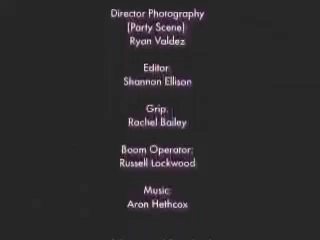 Director Photography
(Party Scene)
Ryan Valdez
Editor:
Shannon Ellison
Grip:
Rachel Bailey
Boom Operator:
Russell Lockwood
Music:
Aron Hethcox